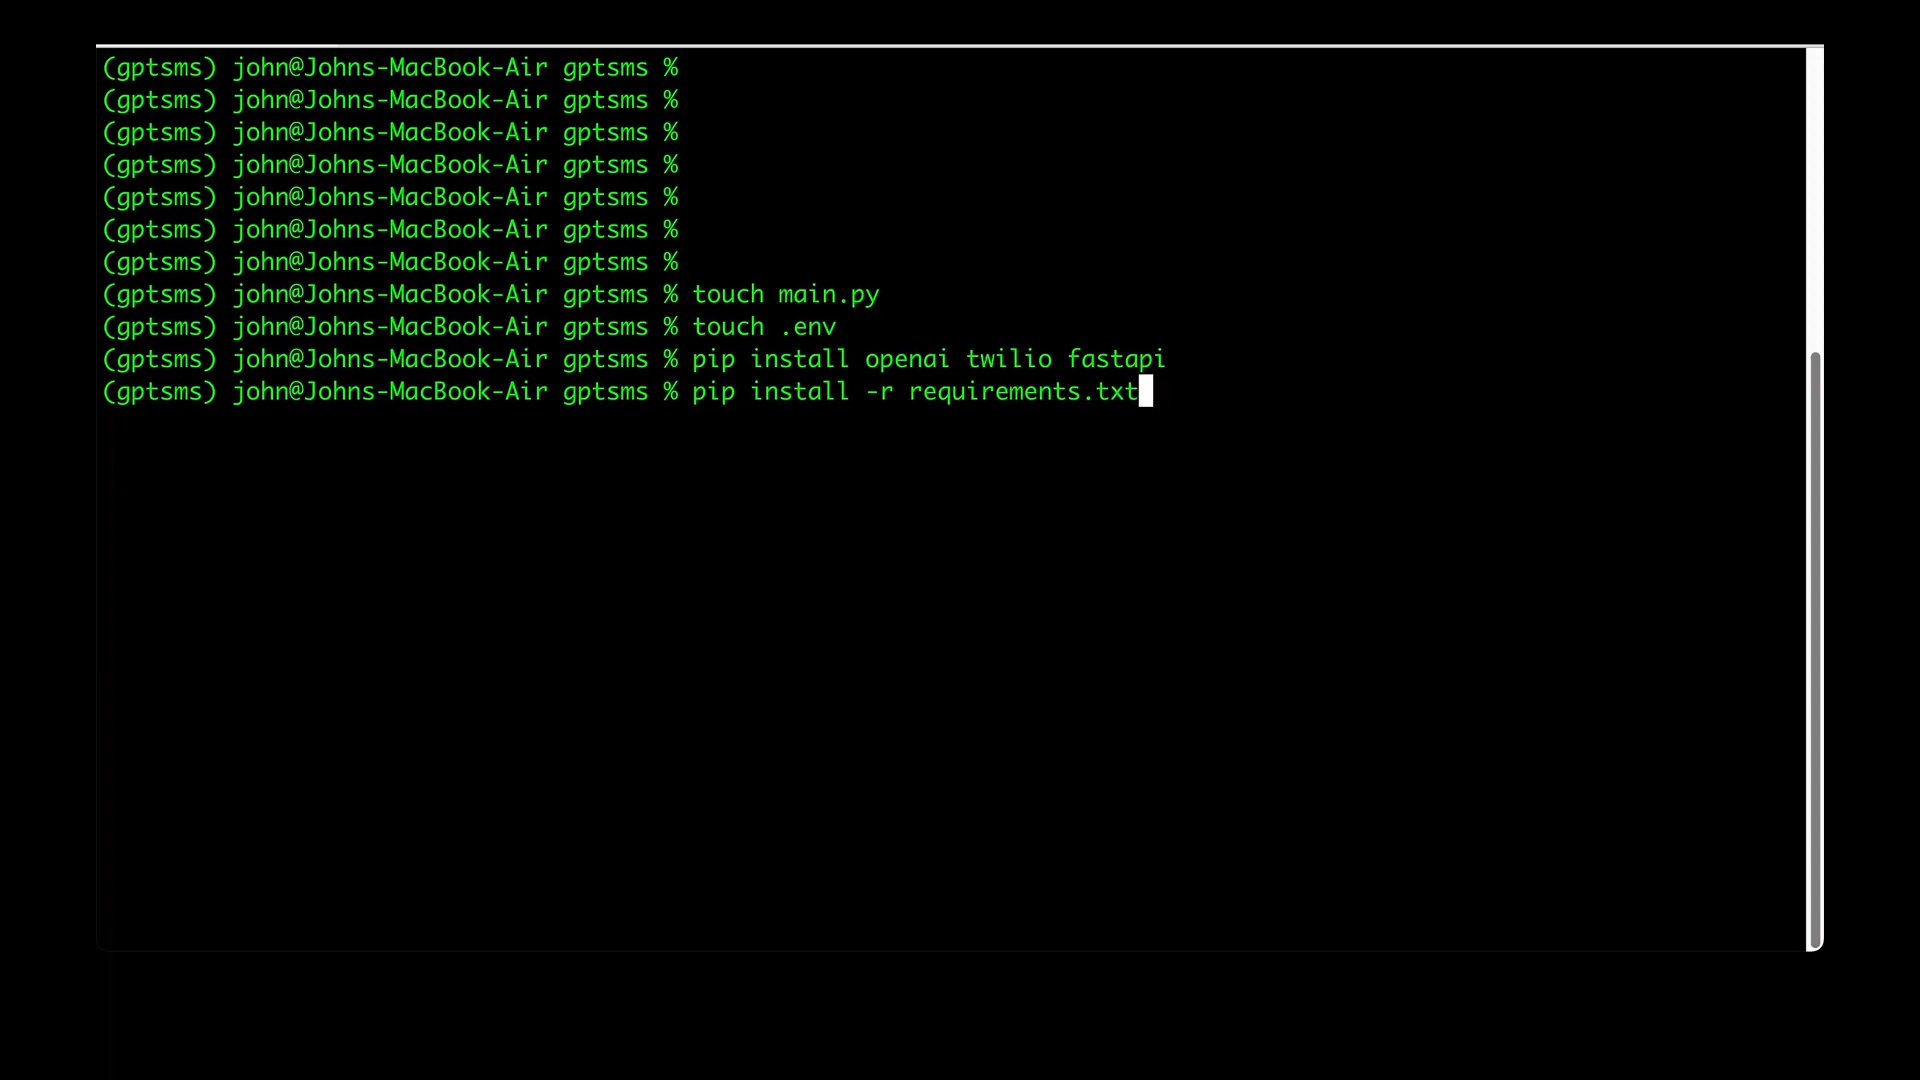 (gptsms) john@Johns-MacBook-Air gptsms %
(gptsms) john@Johns-MacBook-Air gptsms %
(gptsms) john@Johns-MacBook-Air gptsms %
(gptsms) john@Johns-MacBook-Air gptsms %
(gptsms) john@Johns-MacBook-Air gptsms %
(gptsms) john@Johns-MacBook-Air gptsms %
(gptsms) john@Johns-MacBook-Air gptsms %
(gptsms) john@Johns-MacBook-Air gptsms % touch main.py
(gptsms) john@Johns-MacBook-Air gptsms % touch .env
(gptsms) john@Johns-MacBook-Air gptsms % pip install openai twilio fastapi
(gptsms) john@Johns-MacBook-Air gptsms % pip install -r requirements.txt